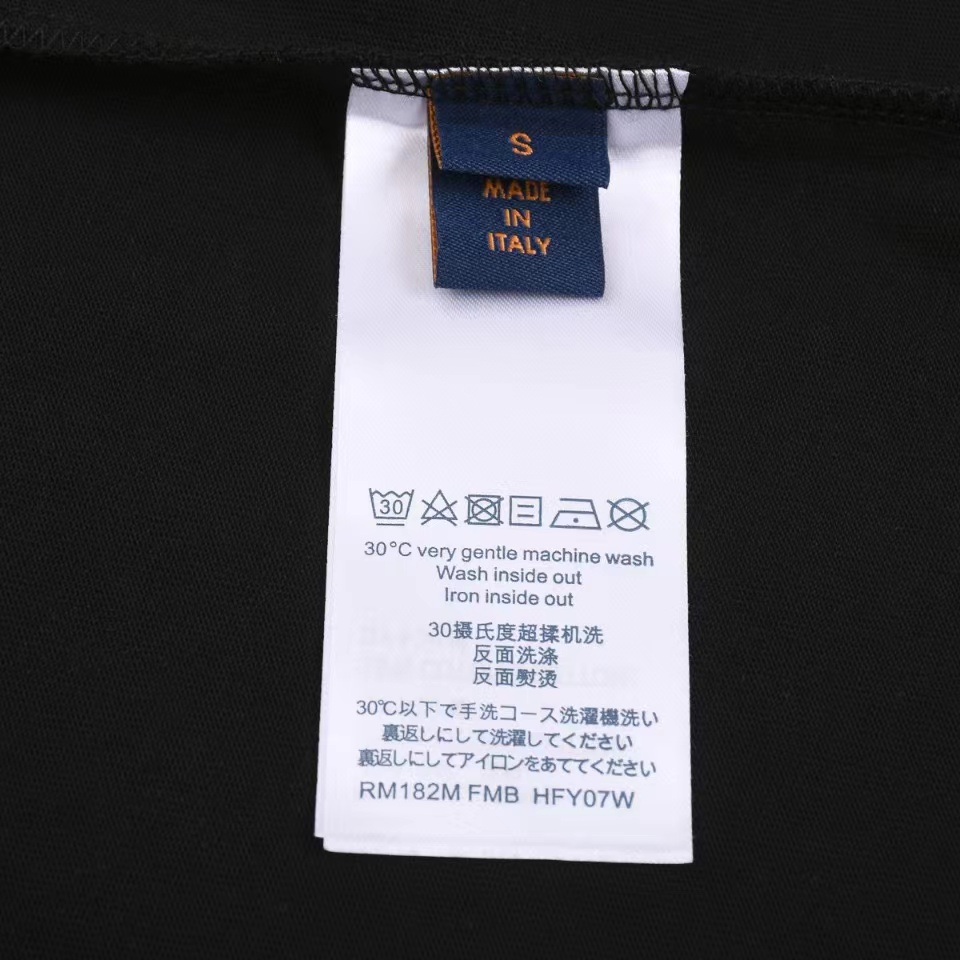 S
MADE
IN
ITALY
30
30°C very gentle machine wash
Wash inside out
Iron inside out
30摄氏度超揉机洗
反面洗涤
反面熨烫
30℃以下で手洗コース洗濯機洗い
裏返しにして洗濯してください
裏返しにしてアイロンをあててください
RM182M FMB HFY07W